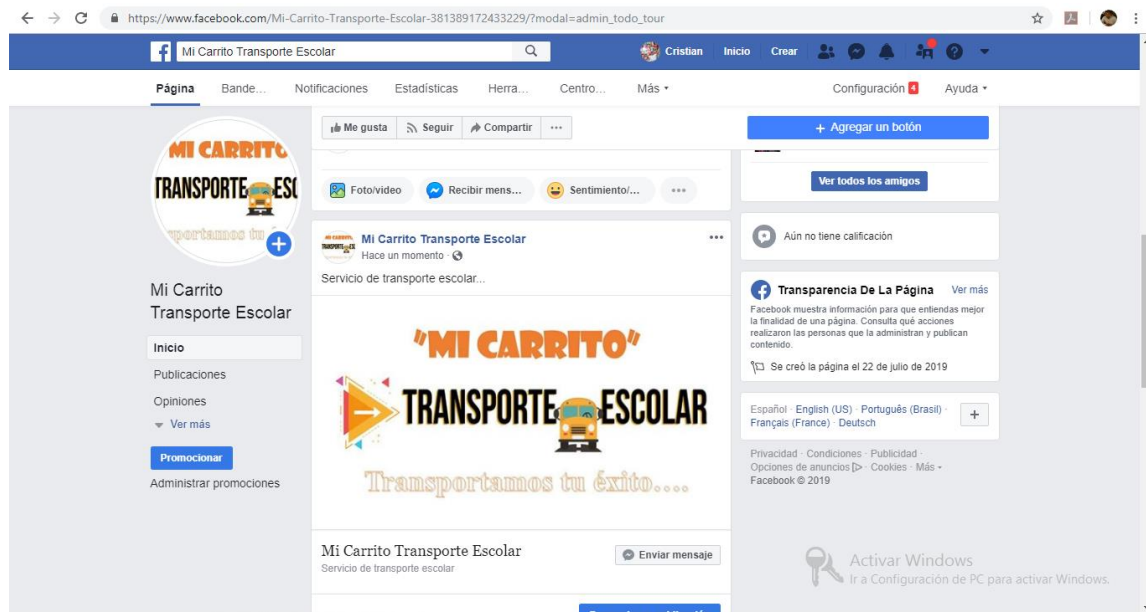 https://www.facebook.com/Mi-Carrito-Transporte-Escolar-381389172433229/?modal=admin_todo_tour
Mi Carrito Transporte Escolar
Cristian Inicio Crear
Página Bande... Notificaciones Estadísticas Herra... Centro... Más Configuración 4 Ayuda
Me gusta Seguir Compartir ...
+ Agregar un botón
MI CARRITO
TRANSPORTE ESC
Mi Carrito
Transporte Escolar
Inicio
Publicaciones
Opiniones
Ver más
Promocionar
Administrar promociones
Foto/video Recibir mens... Sentimiento/... ...
Mi Carrito Transporte Escolar ...
Hace un momento ·
Servicio de transporte escolar...
"MI CARRITO"
TRANSPORTE ESCOLAR
Transportamos tu éxito....
Mi Carrito Transporte Escolar
Servicio de transporte escolar
Enviar mensaje
Ver todos los amigos
Aún no tiene calificación
Transparencia De La Página Ver más
Facebook muestra información para que entiendas mejor
la finalidad de una página. Consulta qué acciones
realizaron las personas que la administran y publican
contenido.
Se creó la página el 22 de julio de 2019
Español · English (US) · Português (Brasil) ·
Français (France) · Deutsch
+
Privacidad · Condiciones · Publicidad ·
Opciones de anuncios · Cookies · Más
Facebook © 2019
Activar Windows
Ir a Configuración de PC para activar Windows.